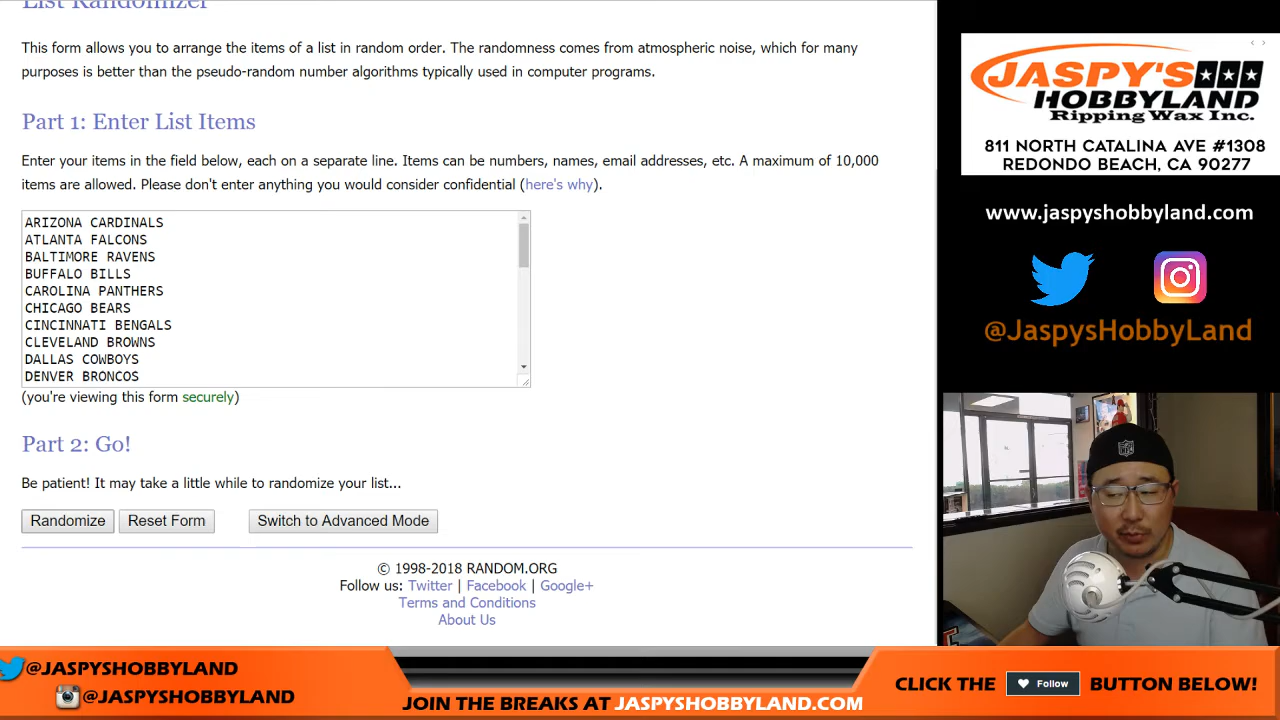 List Randomizer
This form allows you to arrange the items of a list in random order. The randomness comes from atmospheric noise, which for many
purposes is better than the pseudo-random number algorithms typically used in computer programs.
Part 1: Enter List Items
Enter your items in the field below, each on a separate line. Items can be numbers, names, email addresses, etc. A maximum of 10,000
items are allowed. Please don't enter anything you would consider confidential (here's why).
ARIZONA CARDINALS
ATLANTA FALCONS
BALTIMORE RAVENS
BUFFALO BILLS
CAROLINA PANTHERS
CHICAGO BEARS
CINCINNATI BENGALS
CLEVELAND BROWNS
DALLAS COWBOYS
DENVER BRONCOS
(you're viewing this form securely)
Part 2: Go!
Be patient! It may take a little while to randomize your list...
Randomize Reset Form Switch to Advanced Mode
© 1998-2018 RANDOM.ORG
Follow us: Twitter | Facebook | Google+
Terms and Conditions
About Us
JASPY'S
HOBBYLAND
Ripping Wax Inc.
811 NORTH CATALINA AVE #1308
REDONDO BEACH, CA 90277
www.jaspyshobbyland.com
@JaspysHobbyLand
NFL
@JASPYSHOBBYLAND
@JASPYSHOBBYLAND
JOIN THE BREAKS AT JASPYSHOBBYLAND.COM
CLICK THE Follow BUTTON BELOW!